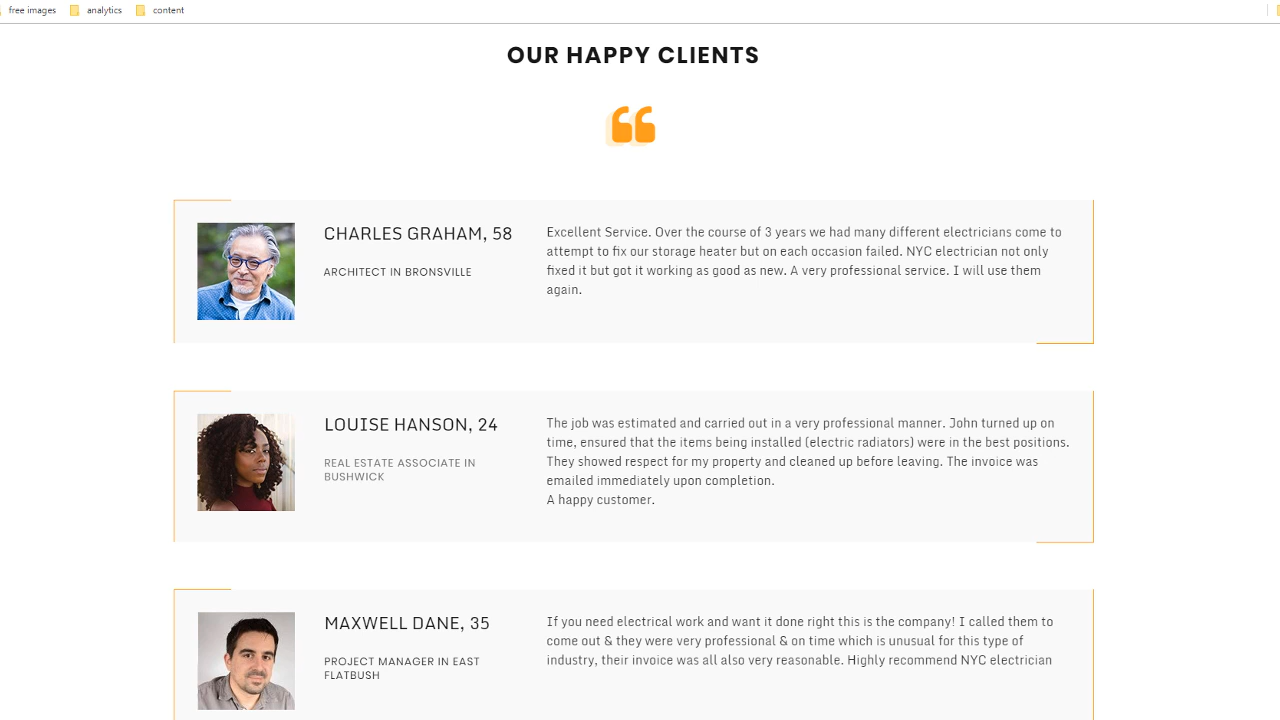 free images analytics content
OUR HAPPY CLIENTS
CHARLES GRAHAM, 58
ARCHITECT IN BRONSVILLE
Excellent Service. Over the course of 3 years we had many different electricians come to
attempt to fix our storage heater but on each occasion failed. NYC electrician not only
fixed it but got it working as good as new. A very professional service. I will use them
again.
LOUISE HANSON, 24
REAL ESTATE ASSOCIATE IN
BUSHWICK
The job was estimated and carried out in a very professional manner. John turned up on
time, ensured that the items being installed (electric radiators) were in the best positions.
They showed respect for my property and cleaned up before leaving. The invoice was
emailed immediately upon completion.
A happy customer.
MAXWELL DANE, 35
PROJECT MANAGER IN EAST
FLATBUSH
If you need electrical work and want it done right this is the company! I called them to
come out & they were very professional & on time which is unusual for this type of
industry, their invoice was all also very reasonable. Highly recommend NYC electrician